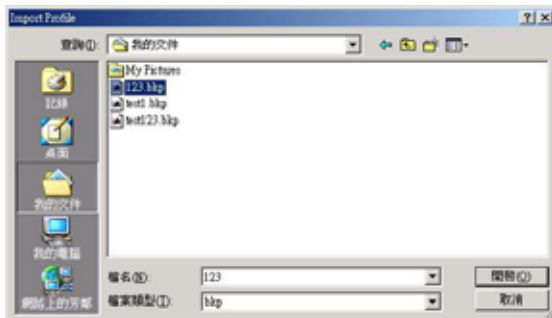 Import Profile
查詢(I):
我的文件
My Pictures
123.bkp
test1.bkp
test123.bkp
記錄
桌面
我的文件
我的電腦
網路上的芳鄰
檔名(N):
123
開啟(O)
檔案類型(T):
bkp
取消